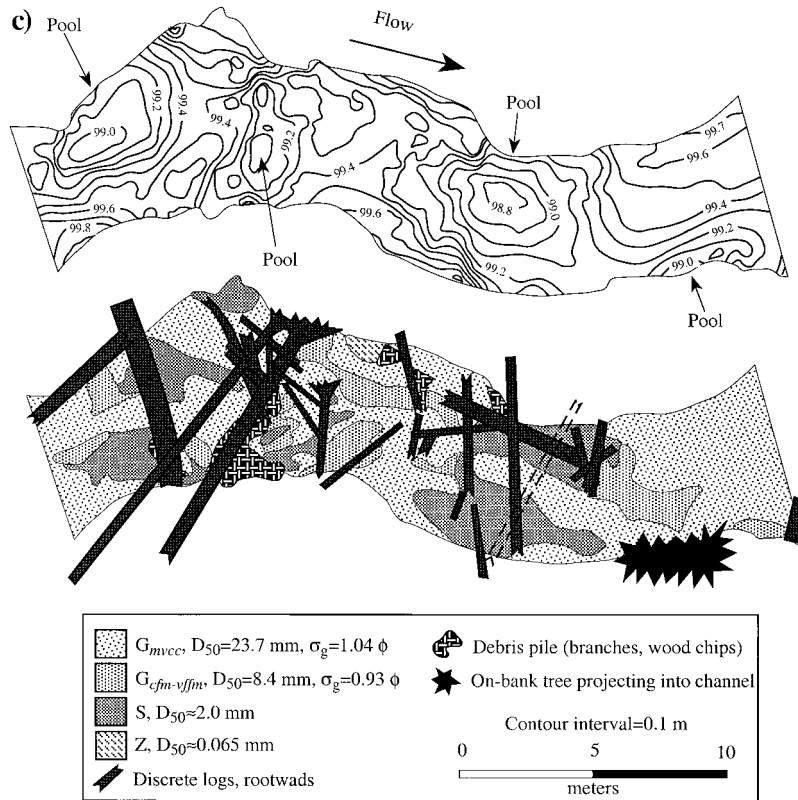 c)
Pool
Flow
Pool
99.2
99.4
99.0
99.4
99.2
99.4
99.6
99.8
99.6
98.8
99.0
99.2
99.7
99.6
99.4
99.2
99.0
Pool
Pool
Gmvcc, D50=23.7 mm, σg=1.04 ϕ
Gcfm-vffm, D50=8.4 mm, σg=0.93 ϕ
S, D50≈2.0 mm
Z, D50≈0.065 mm
Discrete logs, rootwads
Debris pile (branches, wood chips)
On-bank tree projecting into channel
Contour interval=0.1 m
0 5 10
meters